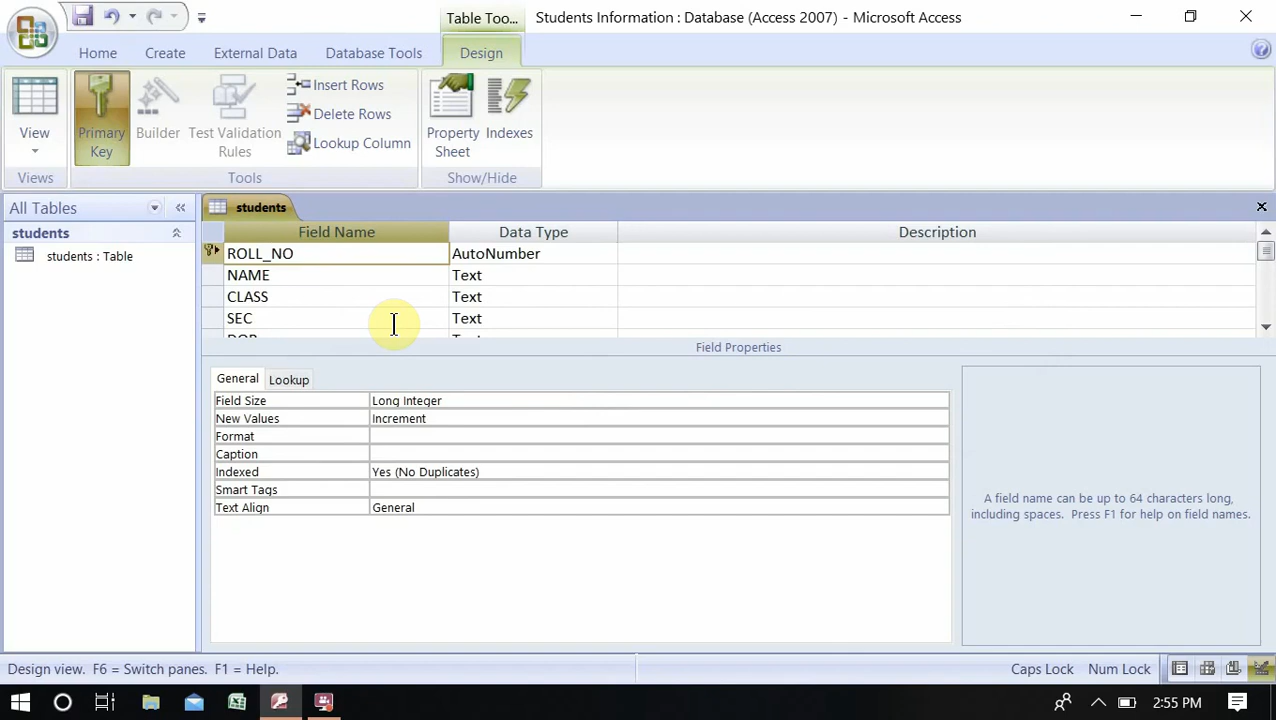 Table Too...
Students Information : Database (Access 2007) - Microsoft Access
Home
Create
External Data
Database Tools
Design
View
Primary Key
Builder
Test Validation Rules
Insert Rows
Delete Rows
Lookup Column
Property Sheet
Indexes
Views
Tools
Show/Hide
All Tables
students
students : Table
students
Field Name Data Type Description
ROLL_NO AutoNumber
NAME Text
CLASS Text
SEC Text
Field Properties
General Lookup
Field Size Long Integer
New Values Increment
Format
Caption
Indexed Yes (No Duplicates)
Smart Tags
Text Align General
A field name can be up to 64 characters long,
including spaces. Press F1 for help on field names.
Design view. F6 = Switch panes. F1 = Help.
Caps Lock Num Lock
2:55 PM